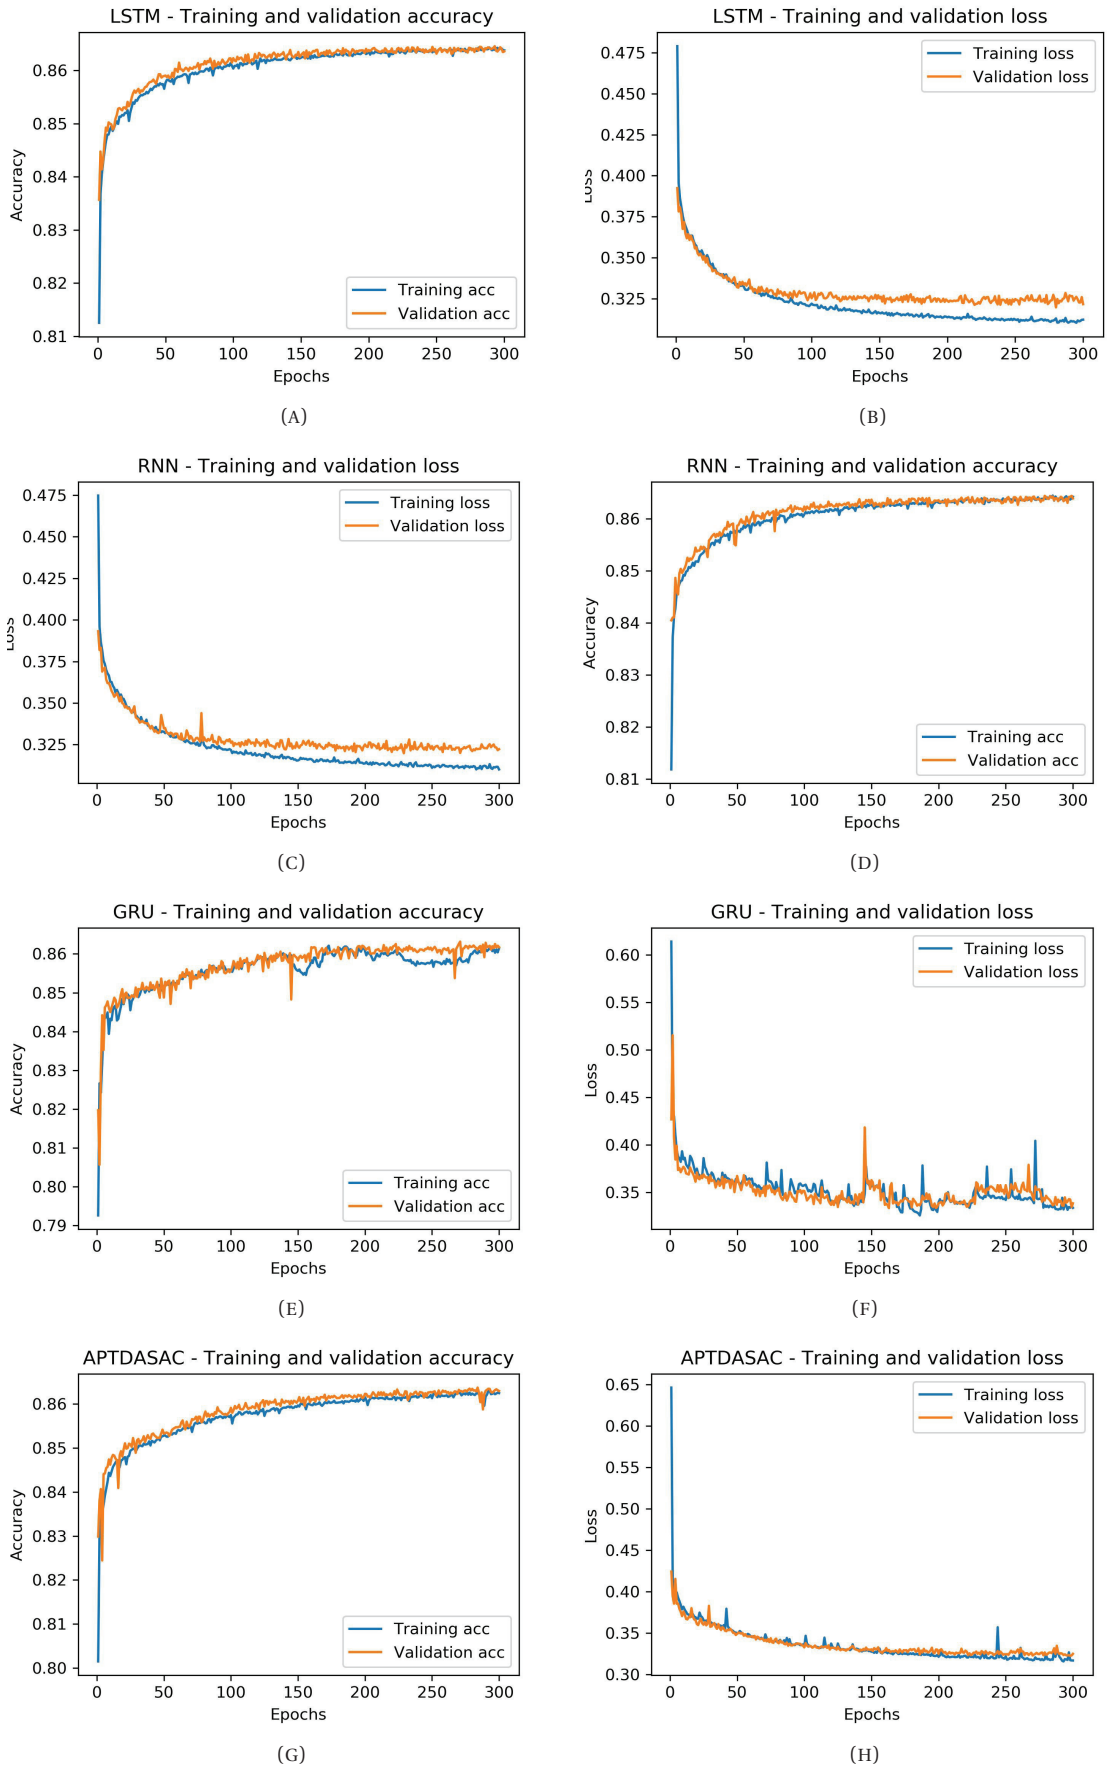 LSTM - Training and validation accuracy
0.86
0.85
0.84
0.83
0.82
0.81
Accuracy
Training acc
Validation acc
0 50 100 150 200 250 300
Epochs
(A)
LSTM - Training and validation loss
0.475
0.450
0.425
0.400
0.375
0.350
0.325
Loss
Training loss
Validation loss
0 50 100 150 200 250 300
Epochs
(B)
RNN - Training and validation loss
0.475
0.450
0.425
0.400
0.375
0.350
0.325
Loss
Training loss
Validation loss
0 50 100 150 200 250 300
Epochs
(C)
RNN - Training and validation accuracy
0.86
0.85
0.84
0.83
0.82
0.81
Accuracy
Training acc
Validation acc
0 50 100 150 200 250 300
Epochs
(D)
GRU - Training and validation accuracy
0.86
0.85
0.84
0.83
0.82
0.81
0.80
0.79
Accuracy
Training acc
Validation acc
0 50 100 150 200 250 300
Epochs
(E)
GRU - Training and validation loss
0.60
0.55
0.50
0.45
0.40
0.35
Loss
Training loss
Validation loss
0 50 100 150 200 250 300
Epochs
(F)
APTDASAC - Training and validation accuracy
0.86
0.85
0.84
0.83
0.82
0.81
0.80
Accuracy
Training acc
Validation acc
0 50 100 150 200 250 300
Epochs
(G)
APTDASAC - Training and validation loss
0.65
0.60
0.55
0.50
0.45
0.40
0.35
0.30
Loss
Training loss
Validation loss
0 50 100 150 200 250 300
Epochs
(H)